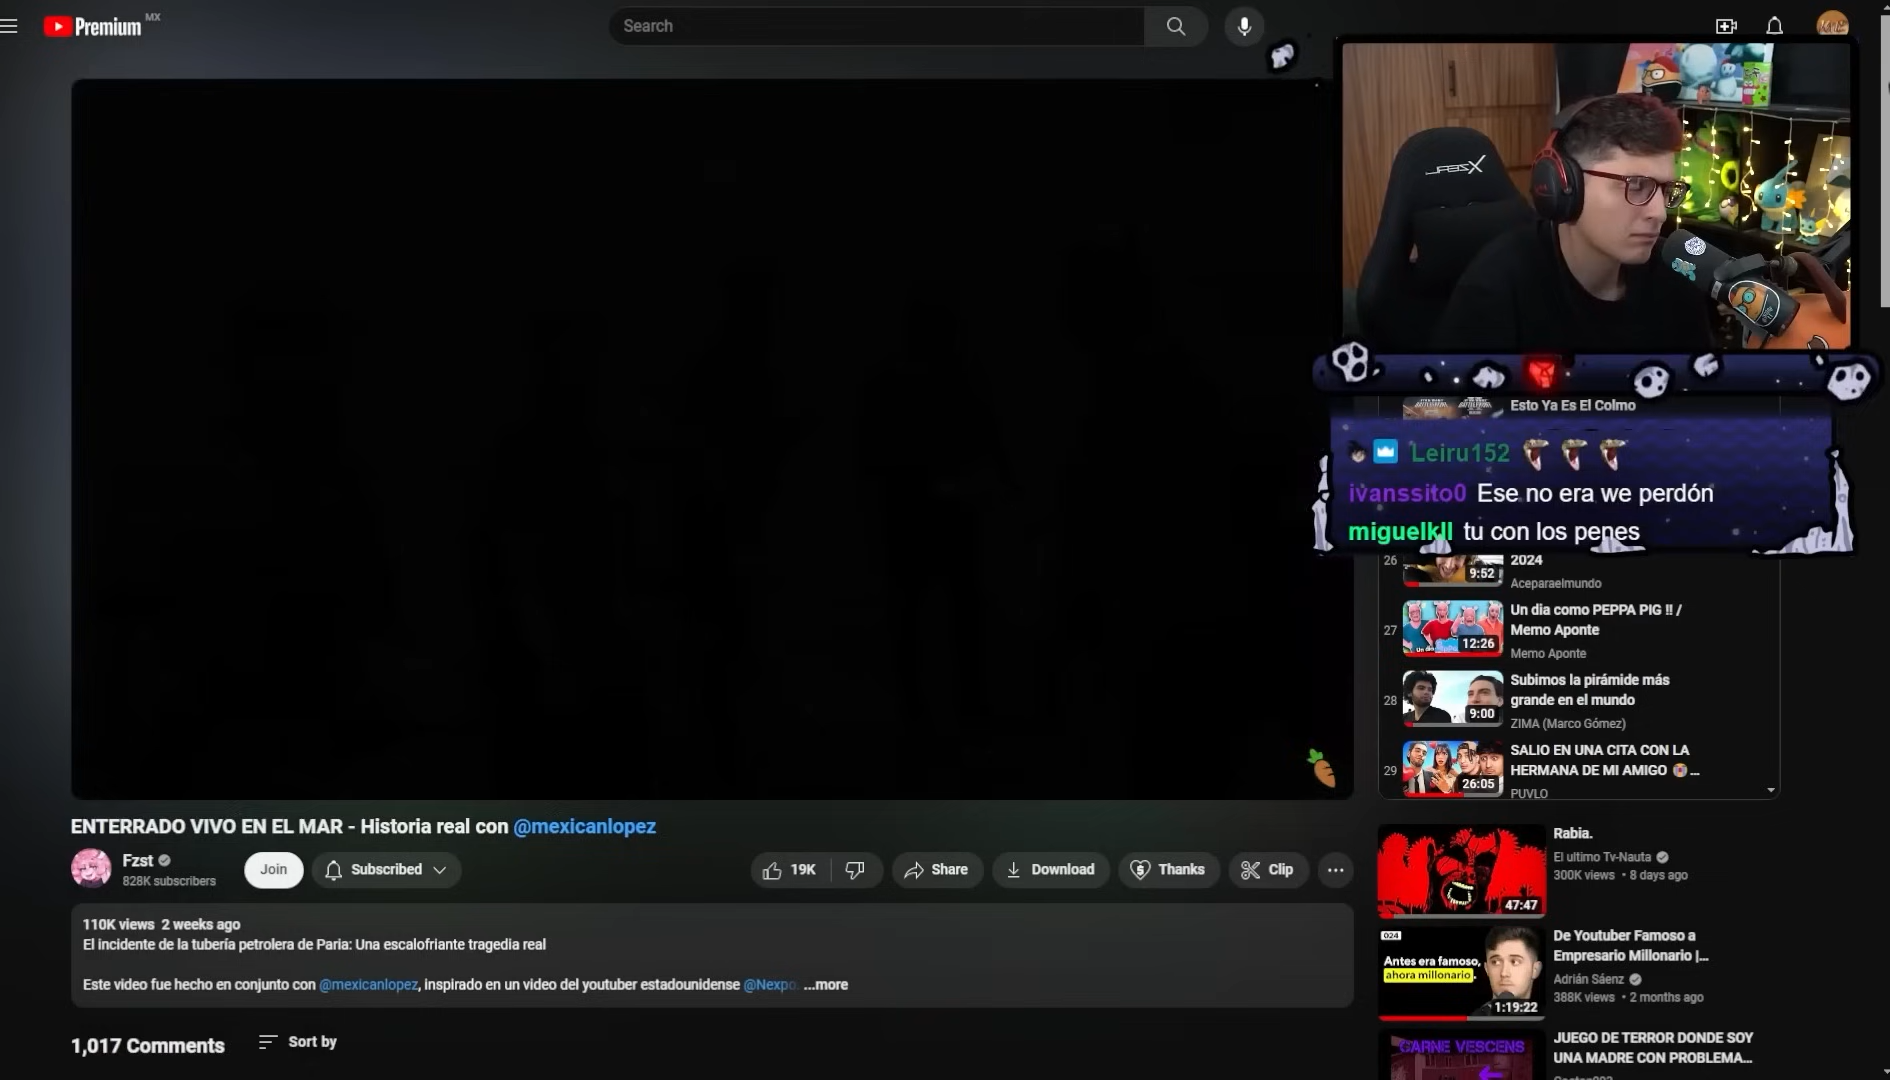 Premium MX
Search
Esto Ya Es El Colmo
Leiru152
ivanssito0 Ese no era we perdón
miguelkll tu con los penes
26
9:52
2024
Aceparaelmundo
27
12:26
Un dia como PEPPA PIG !! /
Memo Aponte
Memo Aponte
28
9:00
Subimos la pirámide más
grande en el mundo
ZIMA (Marco Gómez)
29
26:05
SALIO EN UNA CITA CON LA
HERMANA DE MI AMIGO 😭...
PUVLO
ENTERRADO VIVO EN EL MAR - Historia real con @mexicanlopez
Fzst
828K subscribers
Join
Subscribed
19K
Share
Download
Thanks
Clip
110K views 2 weeks ago
El incidente de la tubería petrolera de Paria: Una escalofriante tragedia real
Este video fue hecho en conjunto con @mexicanlopez, inspirado en un video del youtuber estadounidense @Nexpo. ...more
1,017 Comments
Sort by
47:47
Rabia.
El ultimo Tv-Nauta
300K views • 8 days ago
024
Antes era famoso,
ahora millonario.
1:19:22
De Youtuber Famoso a
Empresario Millonario |...
Adrián Sáenz
388K views • 2 months ago
CARNE VESCENS
JUEGO DE TERROR DONDE SOY
UNA MADRE CON PROBLEMA...